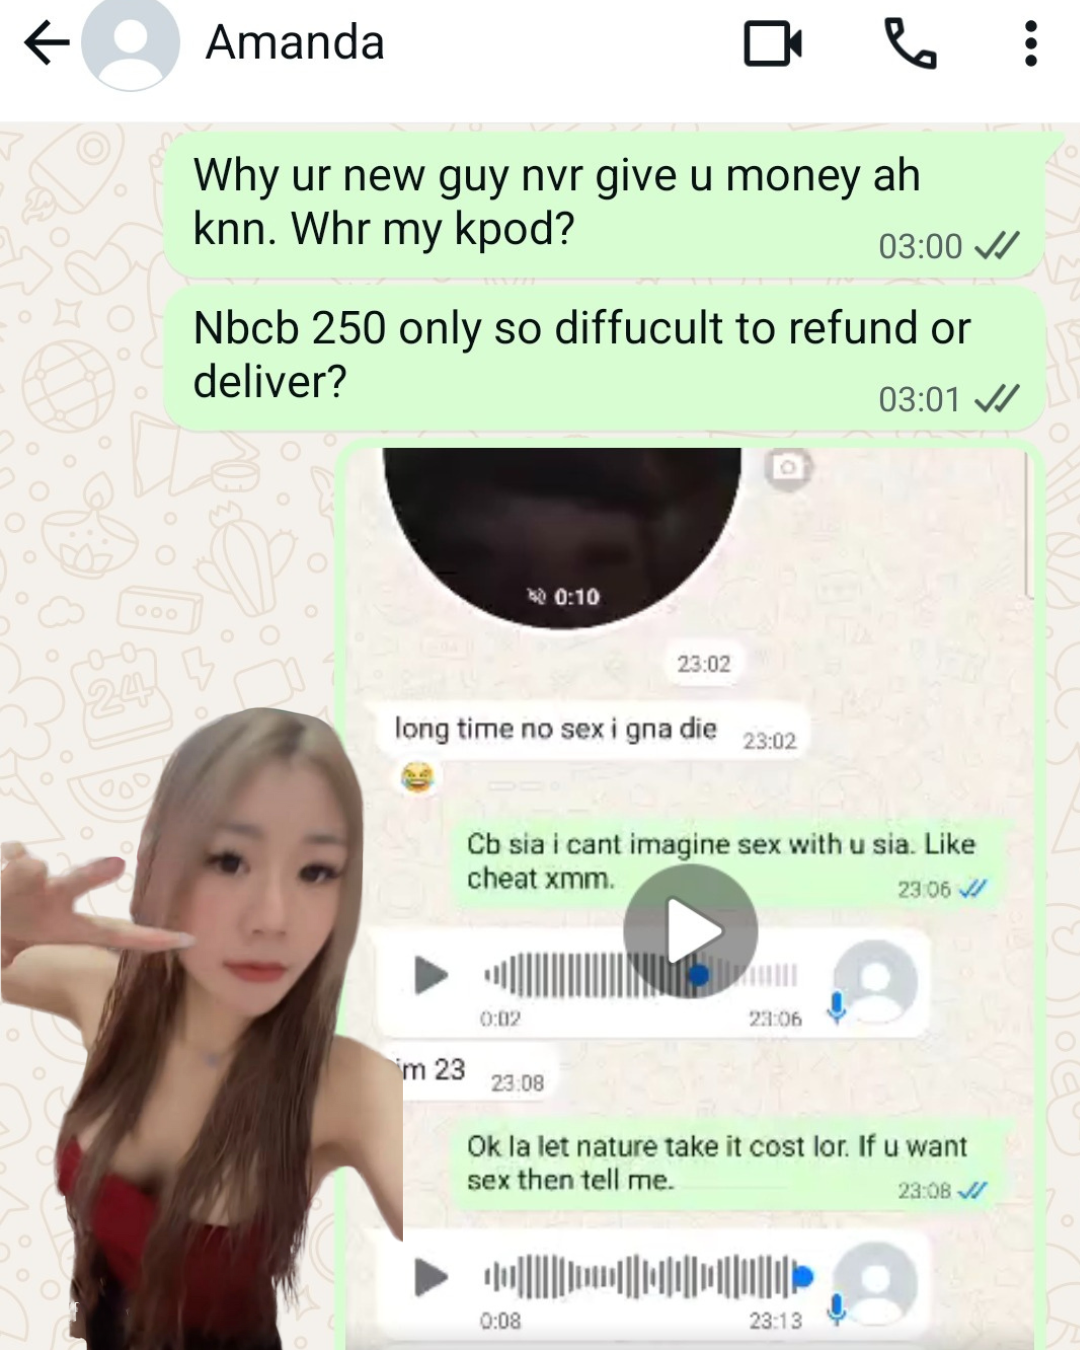 Amanda
Why ur new guy nvr give u money ah
knn. Whr my kpod?
03:00
Nbcb 250 only so diffucult to refund or
deliver?
03:01
0:10
23:02
long time no sex i gna die
23:02
Cb sia i cant imagine sex with u sia. Like
cheat xmm.
23:06
0:02
23:06
im 23
23:08
Ok la let nature take it cost lor. If u want
sex then tell me.
23:08
0:08
23:13